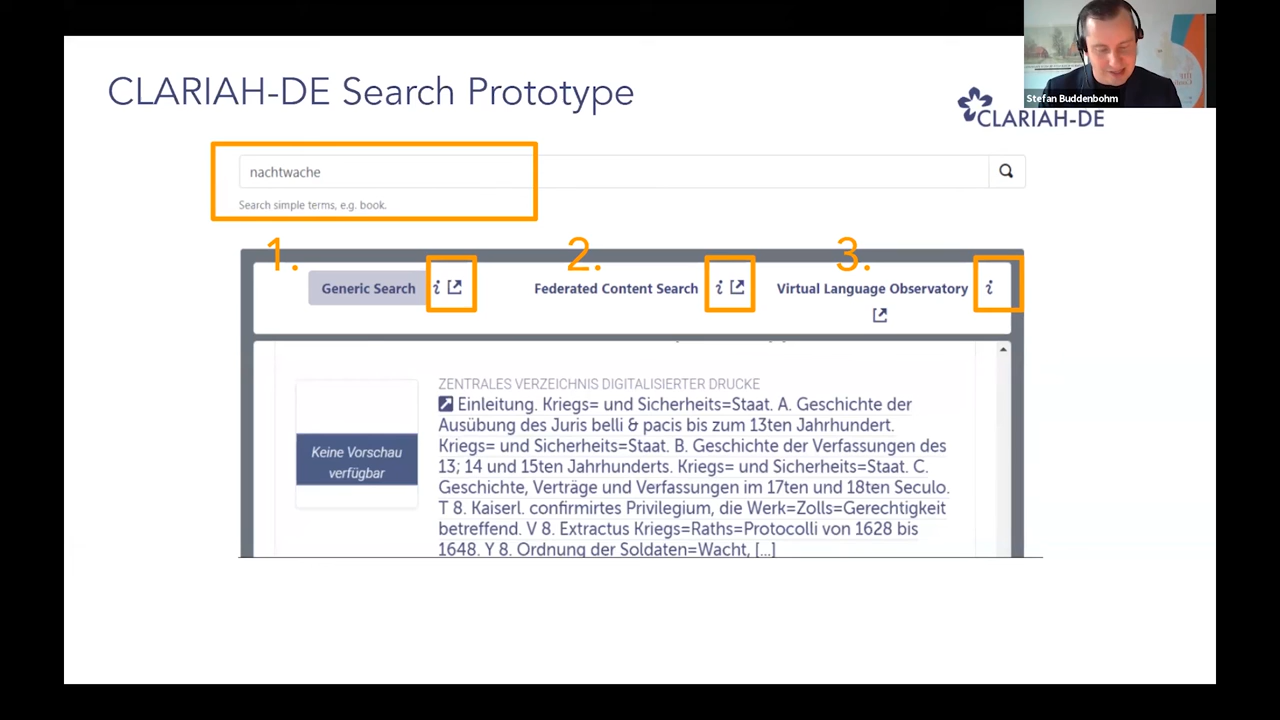 CLARIAH-DE Search Prototype
Stefan Buddenbohm
CLARIAH-DE
nachtwache
Search simple terms, e.g. book.
1.
2.
3.
Generic Search
i
Federated Content Search
i
Virtual Language Observatory
i
ZENTRALES VERZEICHNIS DIGITALISIERTER DRUCKE
Keine Vorschau
verfügbar
Einleitung. Kriegs= und Sicherheits=Staat. A. Geschichte der
Ausübung des Juris belli & pacis bis zum 13ten Jahrhundert.
Kriegs= und Sicherheits=Staat. B. Geschichte der Verfassungen des
13; 14 und 15ten Jahrhunderts. Kriegs= und Sicherheits=Staat. C.
Geschichte, Verträge und Verfassungen im 17ten und 18ten Seculo.
T 8. Kaiserl. confirmirtes Privilegium, die Werk=Zolls=Gerechtigkeit
betreffend. V 8. Extractus Kriegs=Raths=Protocolli von 1628 bis
1648. Y 8. Ordnung der Soldaten=Wacht, [...]